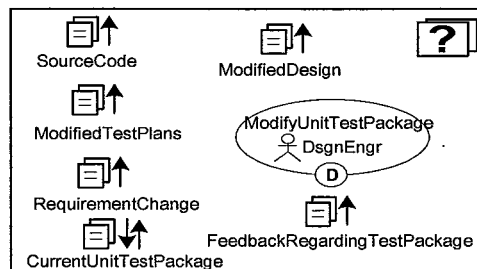 SourceCode
ModifiedDesign
?
ModifiedTestPlans
ModifyUnitTestPackage
DsgnEngr
D
RequirementChange
FeedbackRegardingTestPackage
CurrentUnitTestPackage